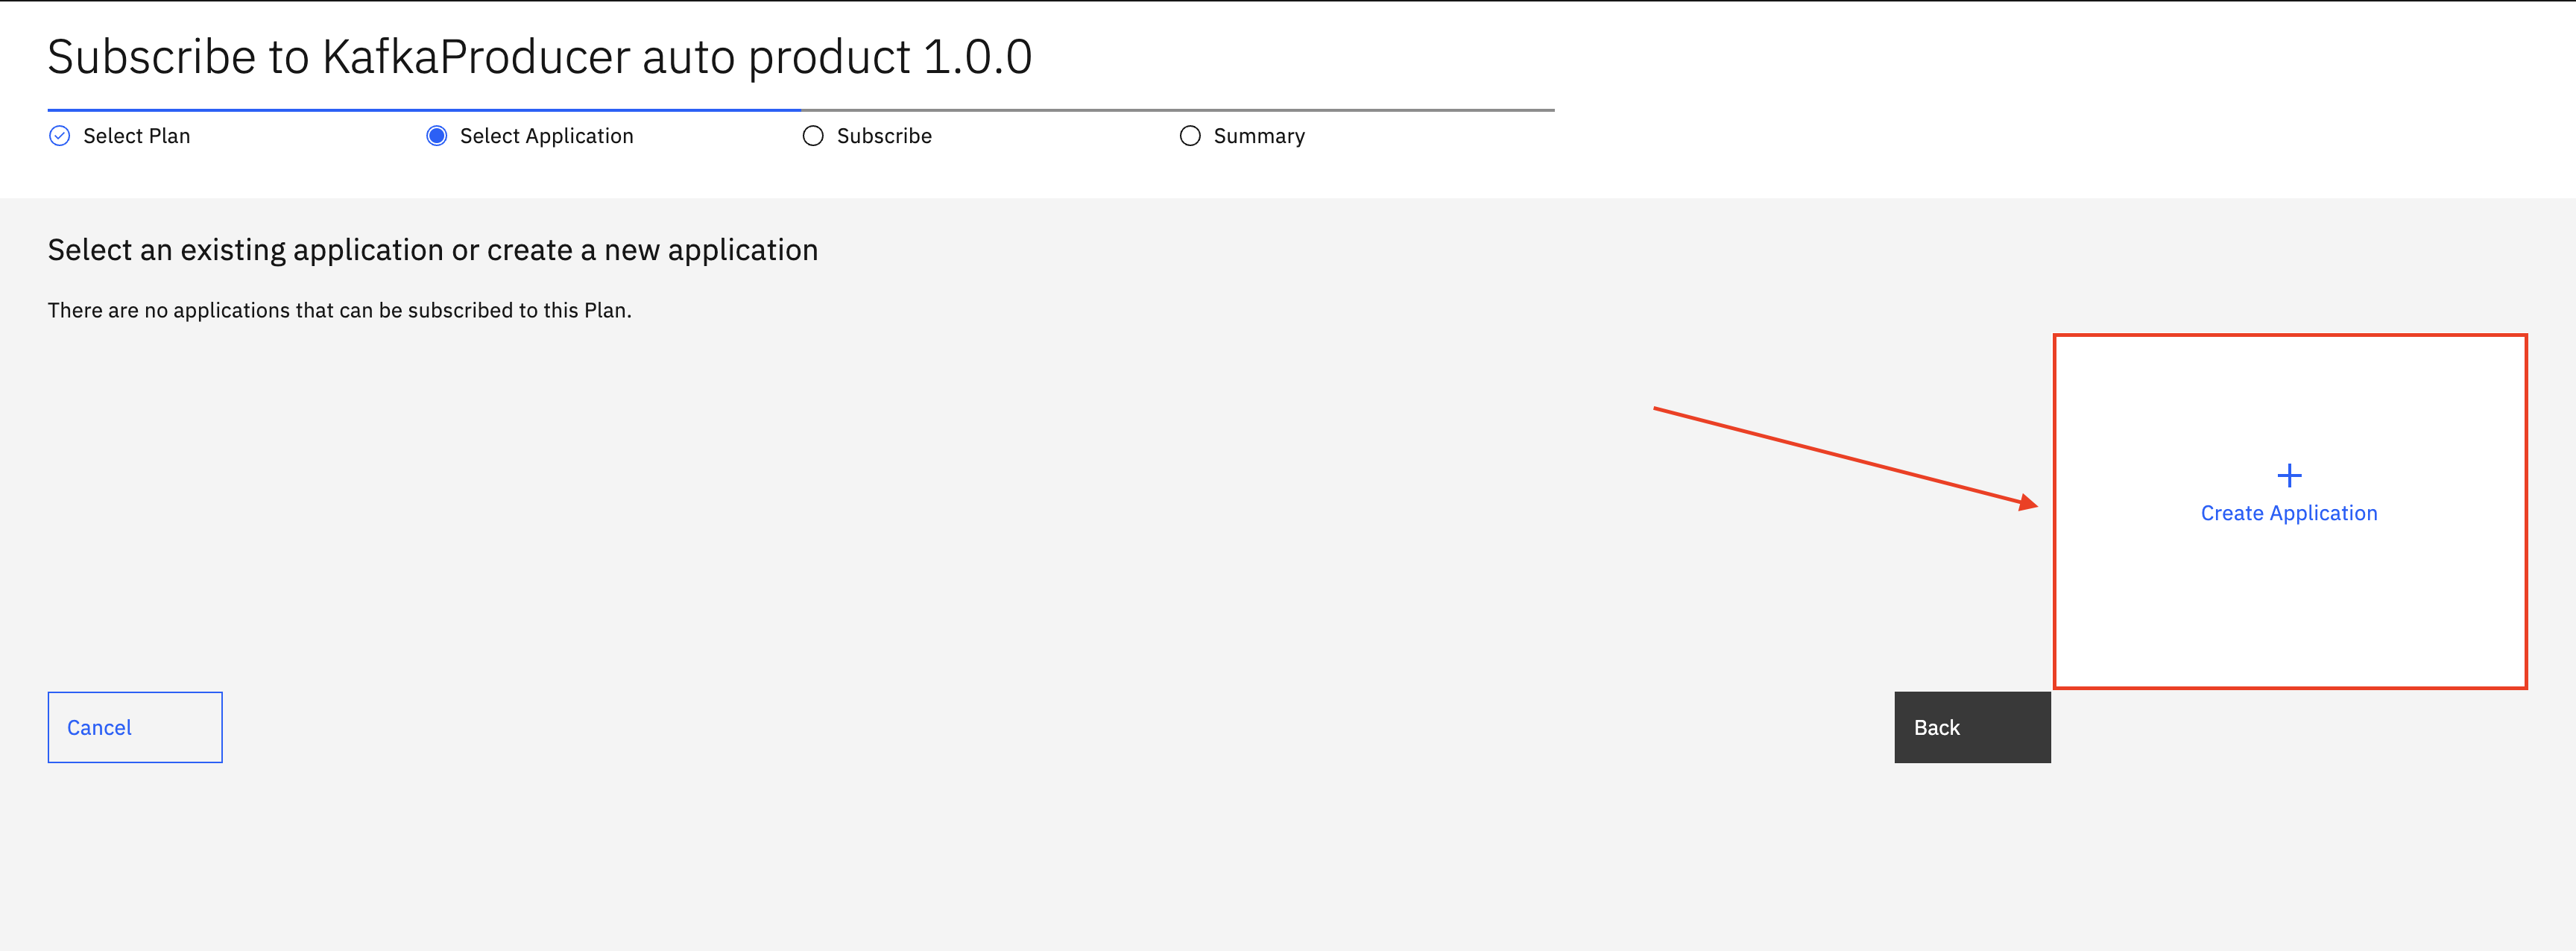 Subscribe to KafkaProducer auto product 1.0.0
Select Plan
Select Application
Subscribe
Summary
Select an existing application or create a new application
There are no applications that can be subscribed to this Plan.
Create Application
Cancel
Back